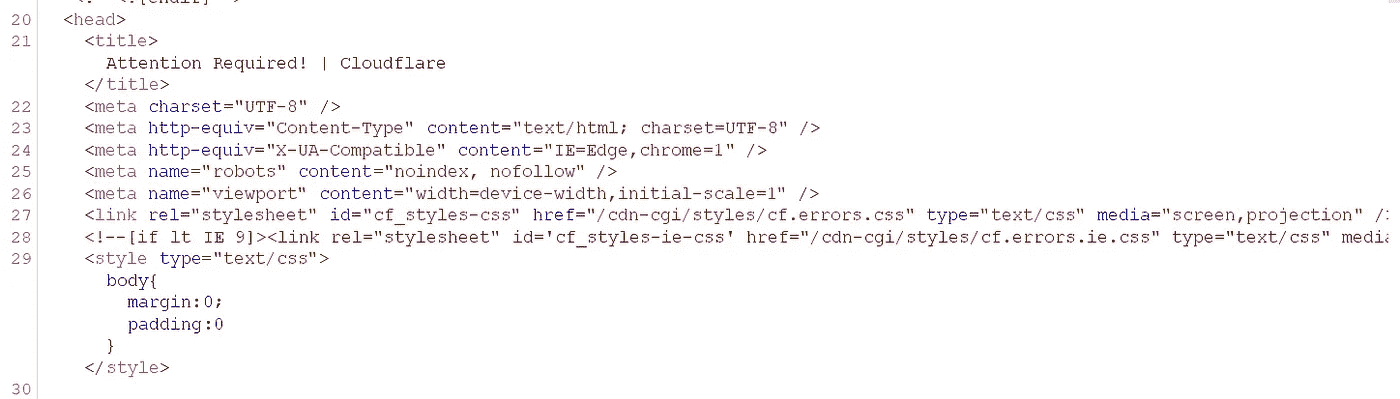 20 <head>
21 <title>
Attention Required! | Cloudflare
</title>
22 <meta charset="UTF-8" />
23 <meta http-equiv="Content-Type" content="text/html; charset=UTF-8" />
24 <meta http-equiv="X-UA-Compatible" content="IE=Edge,chrome=1" />
25 <meta name="robots" content="noindex, nofollow" />
26 <meta name="viewport" content="width=device-width,initial-scale=1" />
27 <link rel="stylesheet" id="cf_styles-css" href="/cdn-cgi/styles/cf.errors.css" type="text/css" media="screen,projection" /
28 <!--[if lt IE 9]><link rel="stylesheet" id='cf_styles-ie-css' href="/cdn-cgi/styles/cf.errors.ie.css" type="text/css" medi
29 <style type="text/css">
body{
margin:0;
padding:0
}
</style>
30